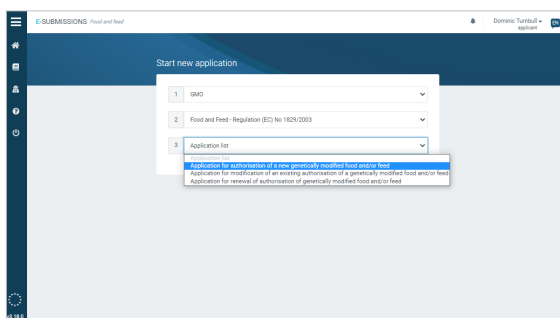 E-SUBMISSIONS Food and feed
Dominic Turnbull
applicant
EN
Start new application
1 GMO
2 Food and Feed - Regulation (EC) No 1829/2003
3 Application list
Application list
Application for authorisation of a new genetically modified food and/or feed
Application for modification of an existing authorisation of a genetically modified food and/or feed
Application for renewal of authorisation of genetically modified food and/or feed